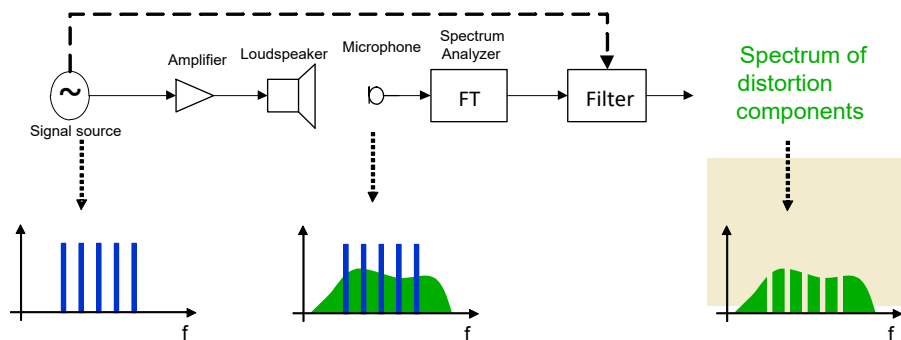 Amplifier
Loudspeaker
Microphone
Spectrum
Analyzer
~
FT
Filter
Signal source
Spectrum of
distortion
components
f
f
f